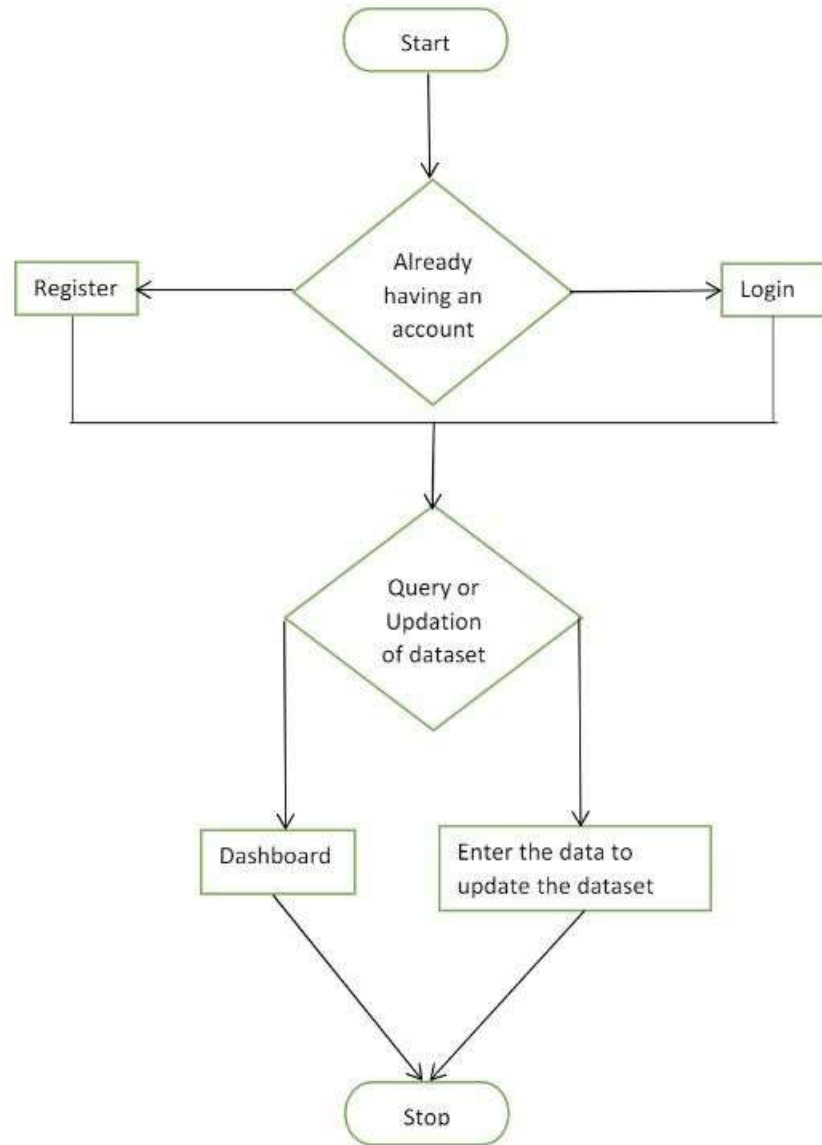 Start
Already
having an
account
Register
Login
Query or
Updation
of dataset
Dashboard
Enter the data to
update the dataset
Stop